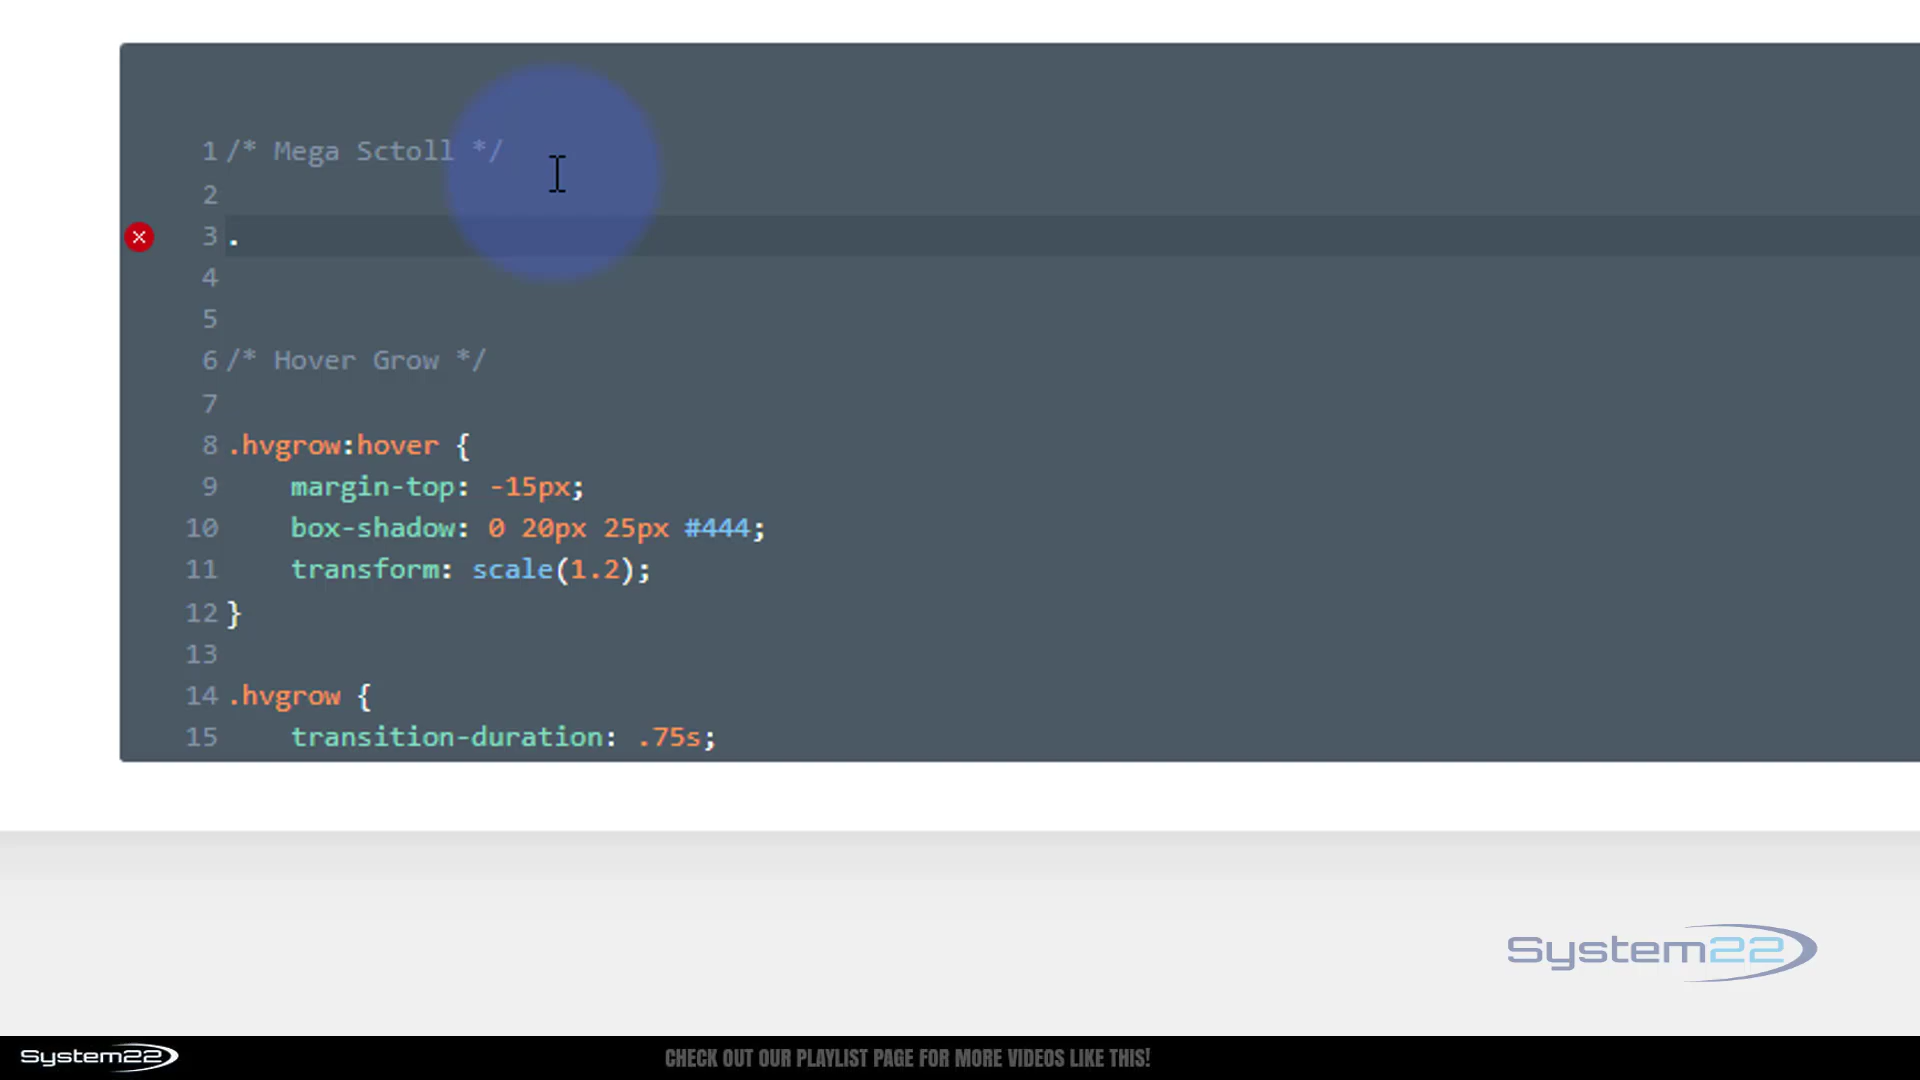 1 /* Mega Sctoll */
2
3 .
4
5
6 /* Hover Grow */
7
8 .hvgrow:hover {
9 margin-top: -15px;
10 box-shadow: 0 20px 25px #444;
11 transform: scale(1.2);
12 }
13
14 .hvgrow {
15 transition-duration: .75s;
System22
System22
CHECK OUT OUR PLAYLIST PAGE FOR MORE VIDEOS LIKE THIS!